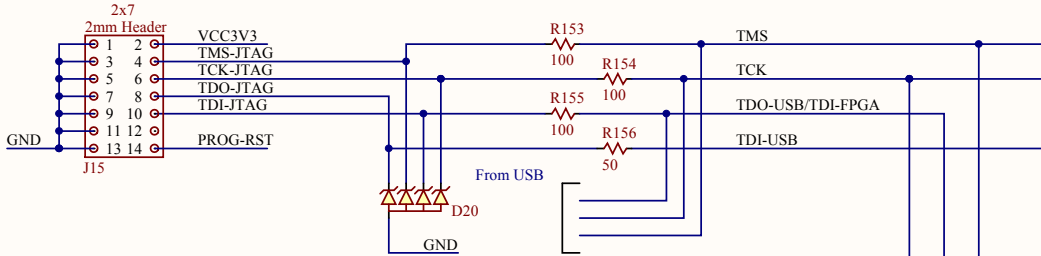 2x7
2mm Header
1 2 VCC3V3
3 4 TMS-JTAG
5 6 TCK-JTAG
7 8 TDO-JTAG
9 10 TDI-JTAG
11 12
GND 13 14 PROG-RST
J15
R153
100
TMS
R154
100
TCK
R155
100
TDO-USB/TDI-FPGA
R156
50
TDI-USB
From USB
D20
GND